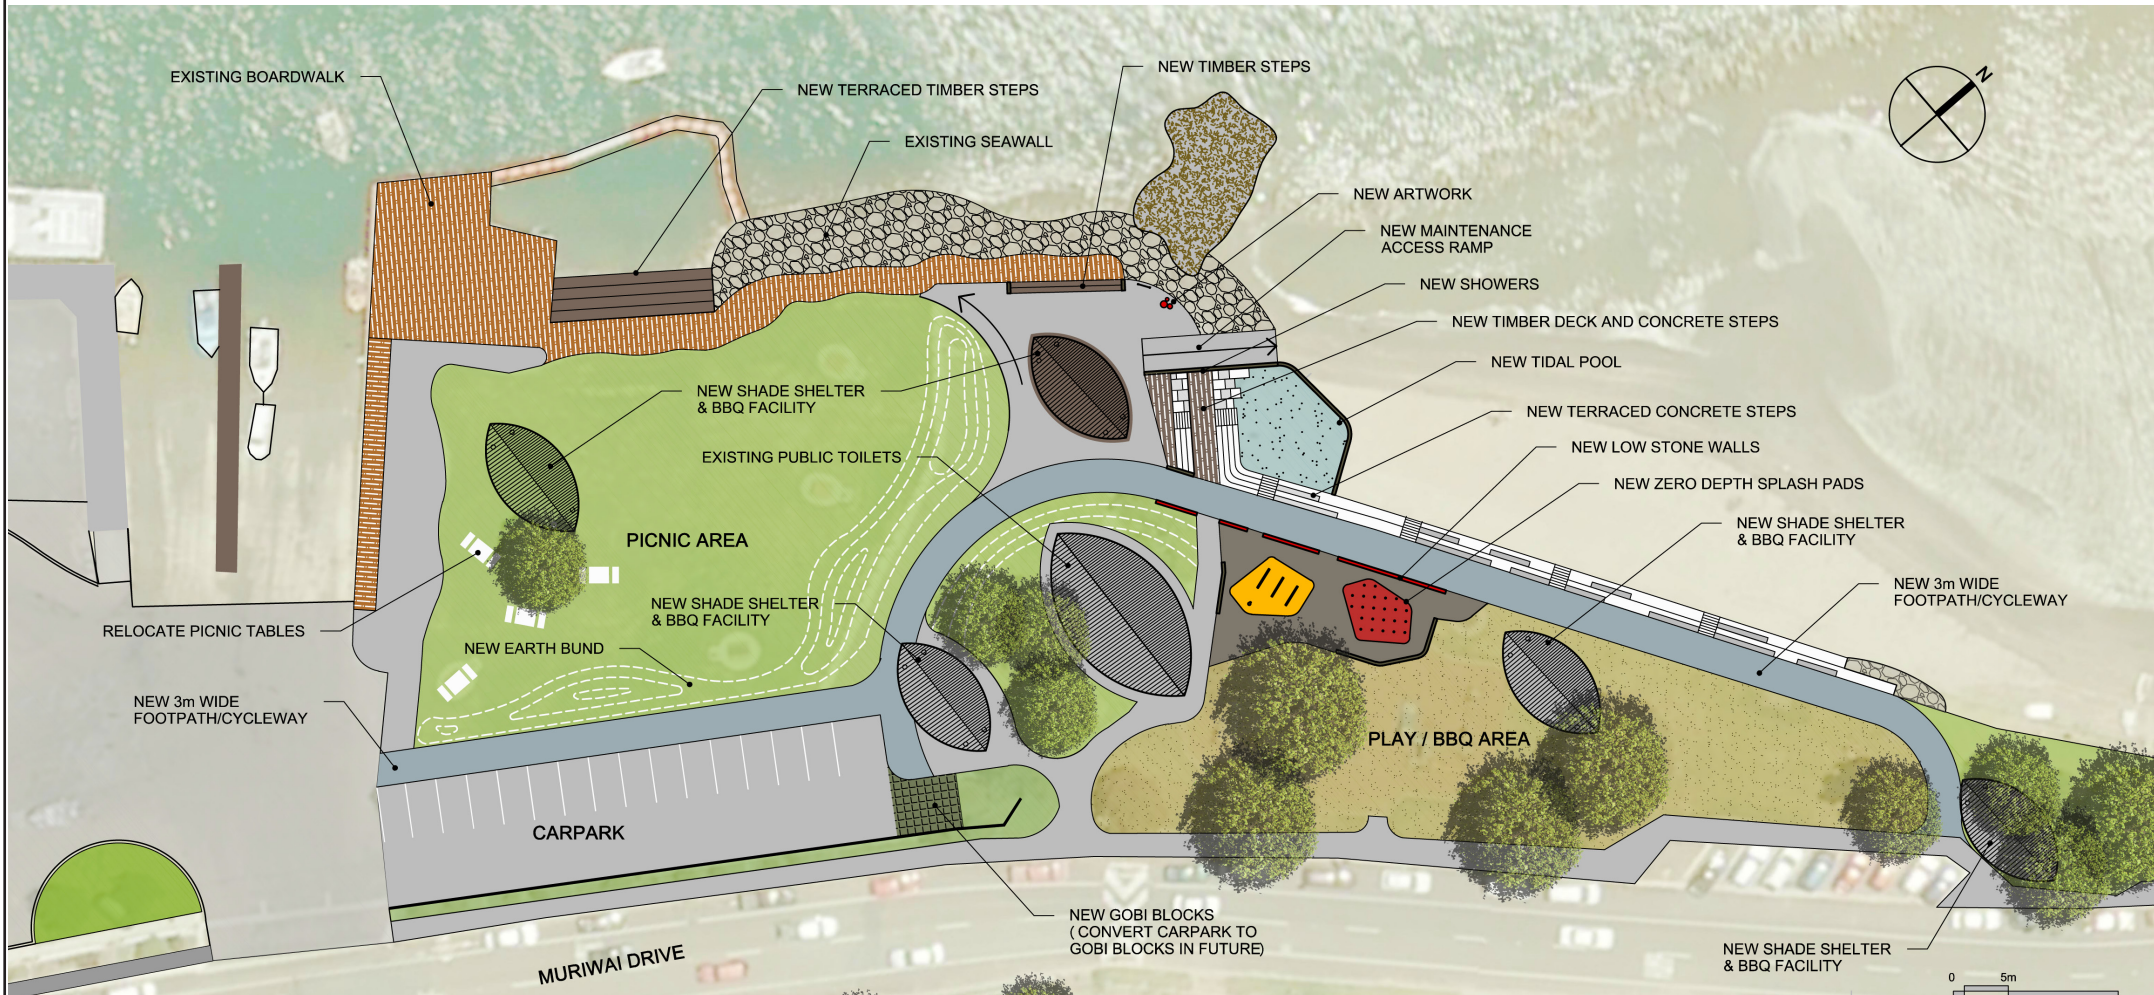 EXISTING BOARDWALK
NEW TERRACED TIMBER STEPS
EXISTING SEAWALL
NEW TIMBER STEPS
N
NEW ARTWORK
NEW MAINTENANCE
ACCESS RAMP
NEW SHOWERS
NEW TIMBER DECK AND CONCRETE STEPS
NEW TIDAL POOL
NEW TERRACED CONCRETE STEPS
NEW LOW STONE WALLS
NEW ZERO DEPTH SPLASH PADS
NEW SHADE SHELTER
& BBQ FACILITY
NEW 3m WIDE
FOOTPATH/CYCLEWAY
NEW SHADE SHELTER
& BBQ FACILITY
EXISTING PUBLIC TOILETS
PICNIC AREA
NEW SHADE SHELTER
& BBQ FACILITY
RELOCATE PICNIC TABLES
NEW EARTH BUND
NEW 3m WIDE
FOOTPATH/CYCLEWAY
PLAY / BBQ AREA
CARPARK
NEW GOBI BLOCKS
( CONVERT CARPARK TO
GOBI BLOCKS IN FUTURE)
MURIWAI DRIVE
NEW SHADE SHELTER
& BBQ FACILITY
0 5m